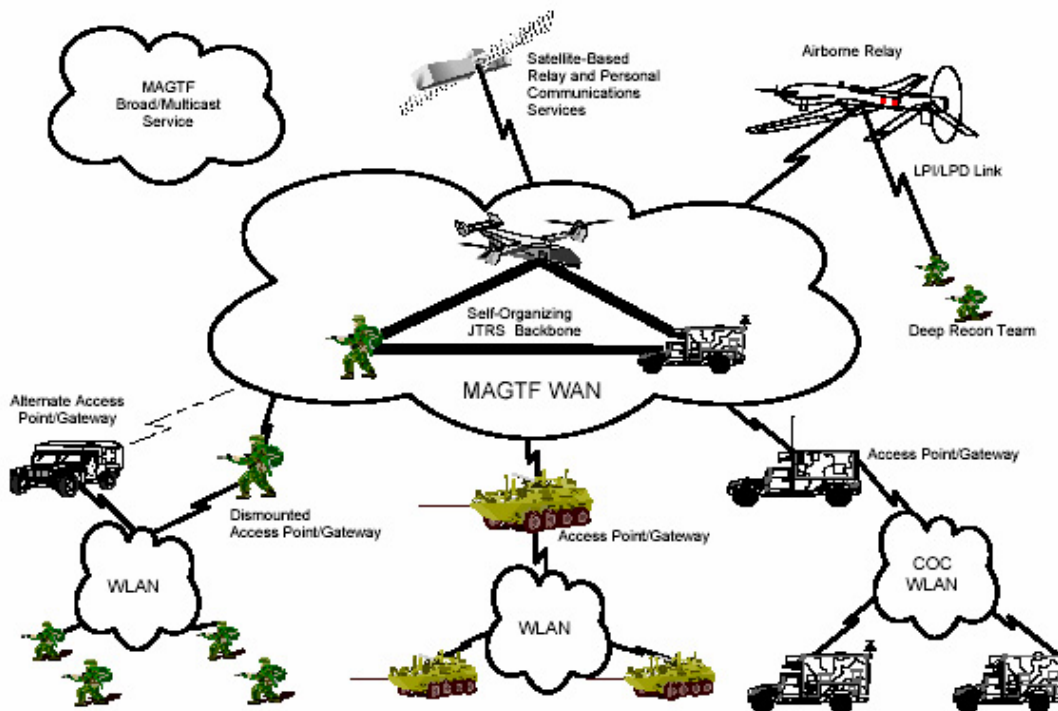 MAGTF
Broad/Multicast
Service
Satellite-Based
Relay and Personal
Communications
Services
Airborne Relay
LPI/LPD Link
Deep Recon Team
Self-Organizing
JTRS Backbone
MAGTF WAN
Alternate Access
Point/Gateway
Dismounted
Access Point/Gateway
Access Point/Gateway
Access Point/Gateway
WLAN
WLAN
COC
WLAN